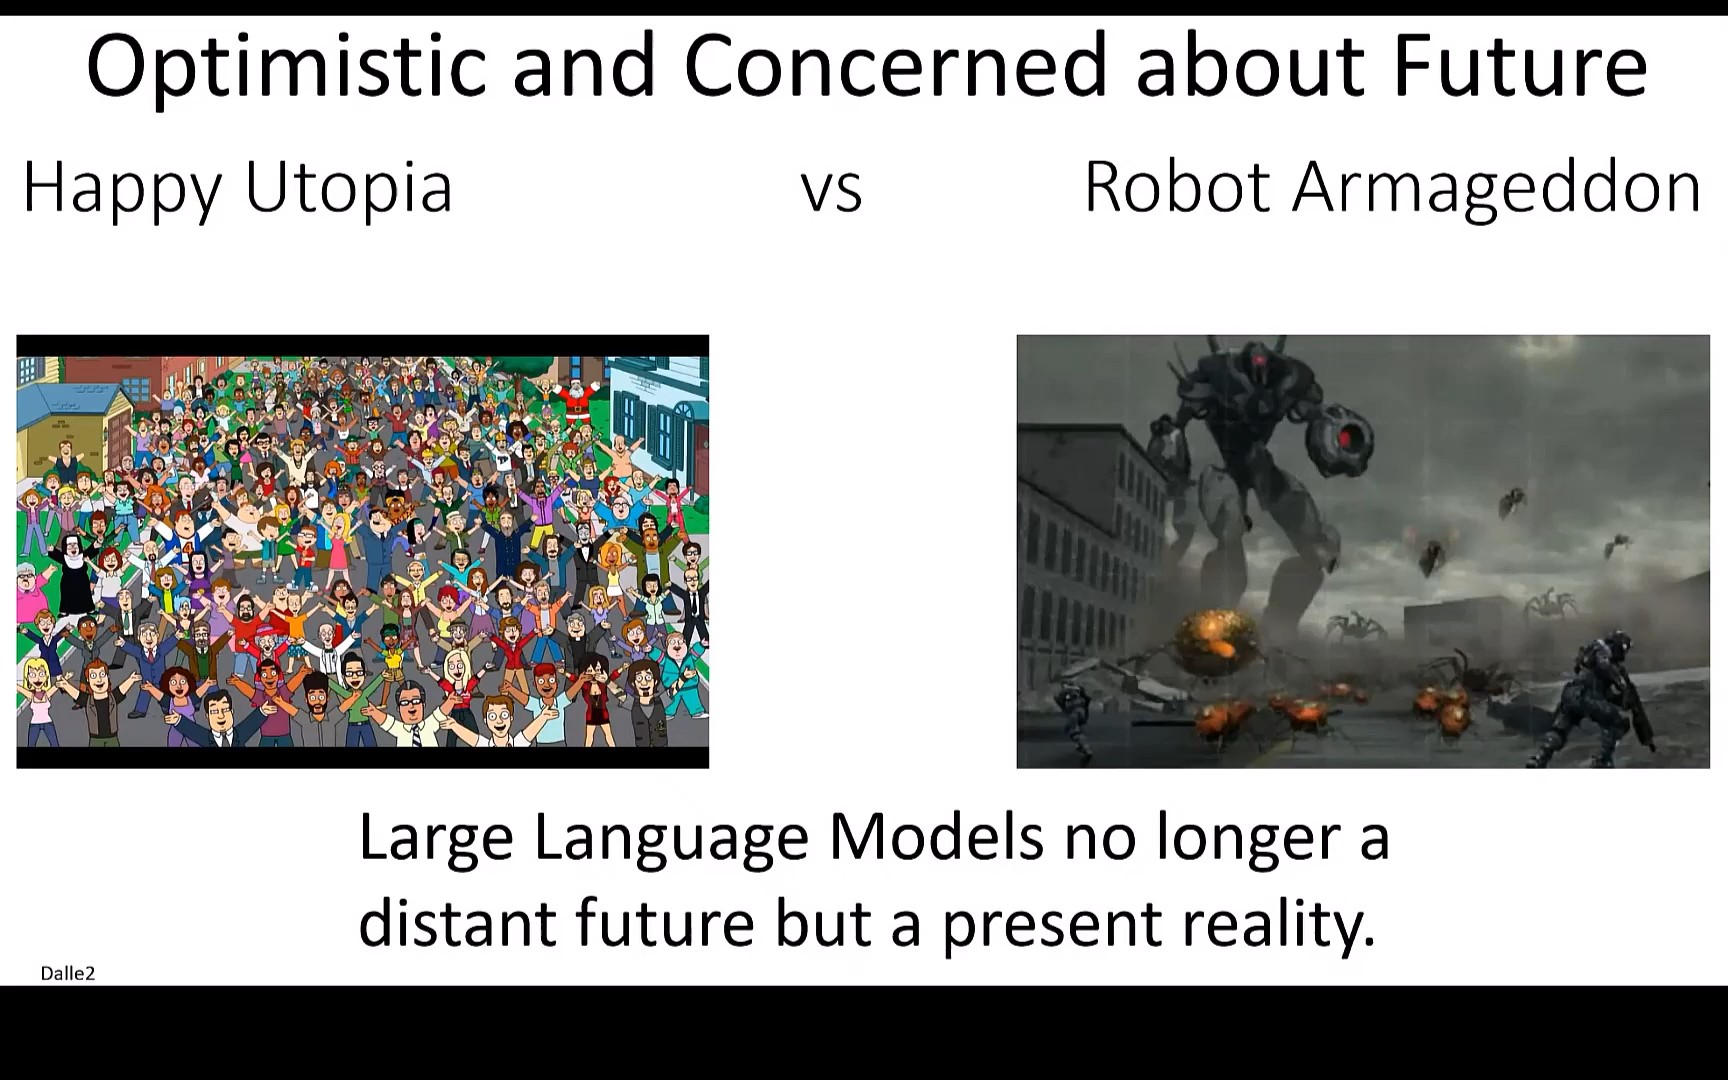 Optimistic and Concerned about Future
Happy Utopia vs Robot Armageddon
Large Language Models no longer a
distant future but a present reality.
Dalle2